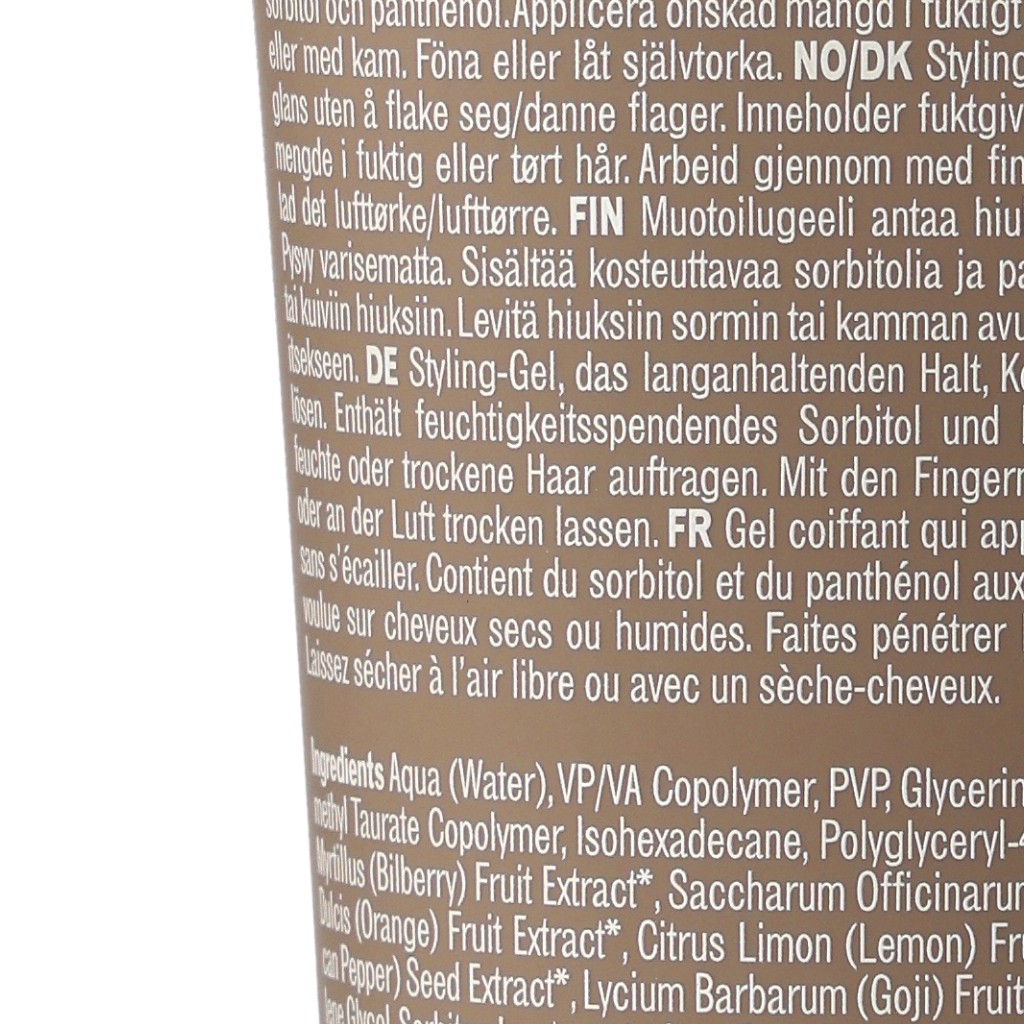 sorbitol och panthenol. Applicera önskad mängd i fuktigt
eller med kam. Föna eller låt självtorka. NO/DK Styling
glans uten å flake seg/danne flager. Inneholder fuktgiv
mengde i fuktig eller tørt hår. Arbeid gjennom med fin
lad det lufttørke/lufttørre. FIN Muotoilugeeli antaa hiu
Pysyy varisematta. Sisältää kosteuttavaa sorbitolia ja pa
tai kuiviin hiuksiin. Levitä hiuksiin sormin tai kamman avu
itsekseen. DE Styling-Gel, das langanhaltenden Halt, Ko
lösen. Enthält feuchtigkeitsspendendes Sorbitol und
feuchte oder trockene Haar auftragen. Mit den Fingern
oder an der Luft trocken lassen. FR Gel coiffant qui app
sans s'écailler. Contient du sorbitol et du panthénol aux
voulue sur cheveux secs ou humides. Faites pénétrer
Laissez sécher à l'air libre ou avec un sèche-cheveux.
Ingredients Aqua (Water), VP/VA Copolymer, PVP, Glycerin
methyl Taurate Copolymer, Isohexadecane, Polyglyceryl-4
Myrtillus (Bilberry) Fruit Extract*, Saccharum Officinarum
Dulcis (Orange) Fruit Extract*, Citrus Limon (Lemon) Fru
can Pepper) Seed Extract*, Lycium Barbarum (Goji) Fruit
lene Glycol, Sorbitol